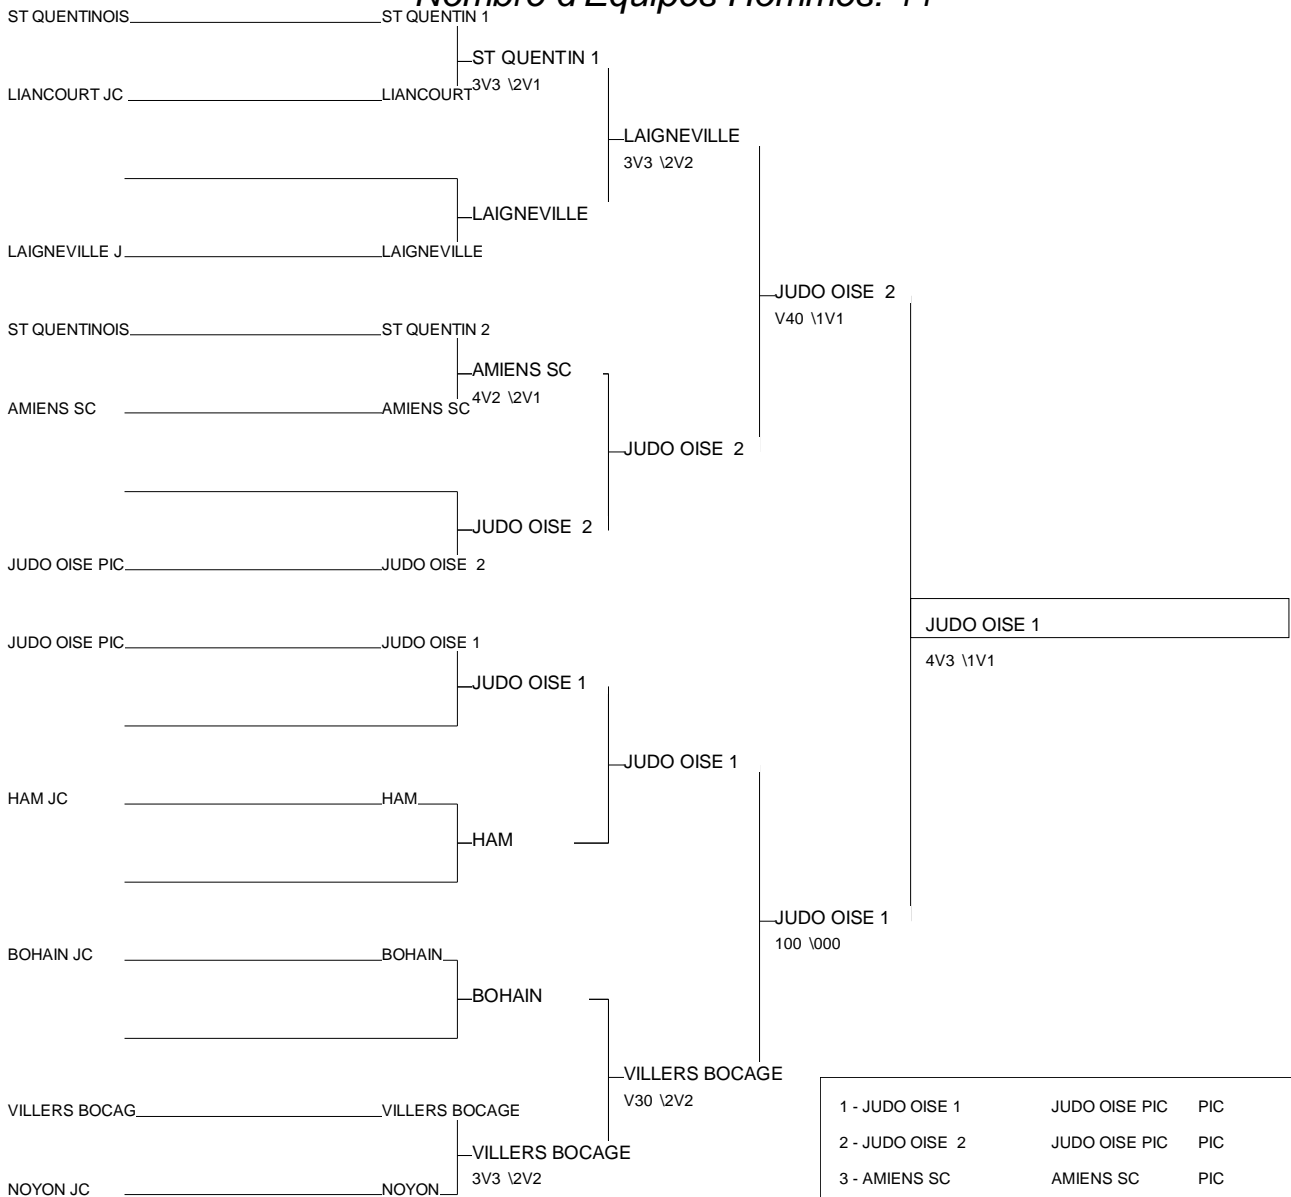 Nombre d'Equipes Hommes: 11
ST QUENTINOIS ST QUENTIN 1
ST QUENTIN 1
3V3 \2V1
LIANCOURT JC LIANCOURT
LAIGNEVILLE
3V3 \2V2
LAIGNEVILLE
LAIGNEVILLE J LAIGNEVILLE
JUDO OISE 2
V40 \1V1
ST QUENTINOIS ST QUENTIN 2
AMIENS SC
4V2 \2V1
AMIENS SC AMIENS SC
JUDO OISE 2
JUDO OISE 2
JUDO OISE PIC JUDO OISE 2
JUDO OISE 1
4V3 \1V1
JUDO OISE PIC JUDO OISE 1
JUDO OISE 1
JUDO OISE 1
HAM JC HAM
HAM
JUDO OISE 1
100 \000
BOHAIN JC BOHAIN
BOHAIN
VILLERS BOCAGE
V30 \2V2
VILLERS BOCAG VILLERS BOCAGE
VILLERS BOCAGE
3V3 \2V2
NOYON JC NOYON
1 - JUDO OISE 1 JUDO OISE PIC PIC
2 - JUDO OISE 2 JUDO OISE PIC PIC
3 - AMIENS SC AMIENS SC PIC